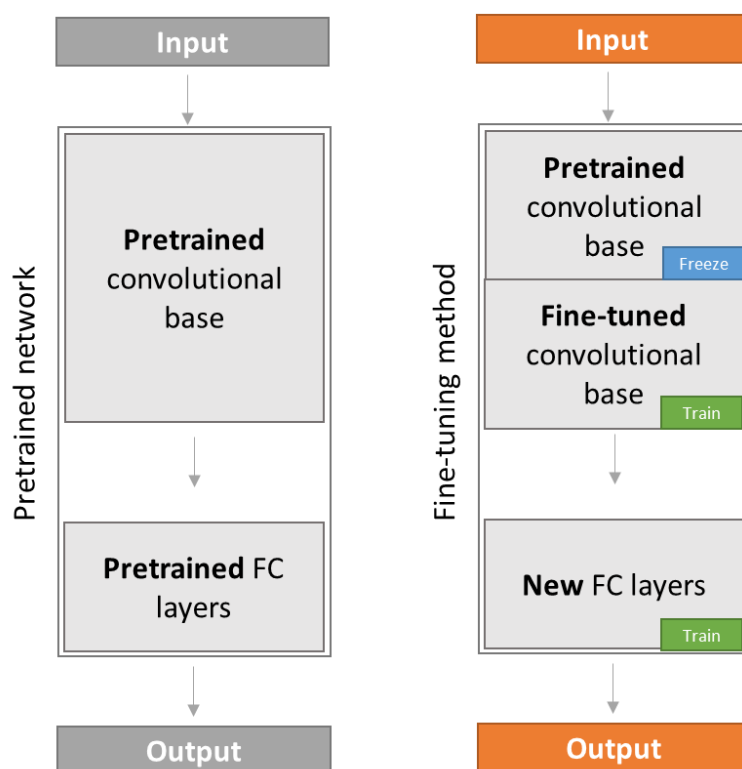 Input
Pretrained network
Pretrained
convolutional
base
Pretrained FC
layers
Output
Input
Fine-tuning method
Pretrained
convolutional
base
Freeze
Fine-tuned
convolutional
base
Train
New FC layers
Train
Output